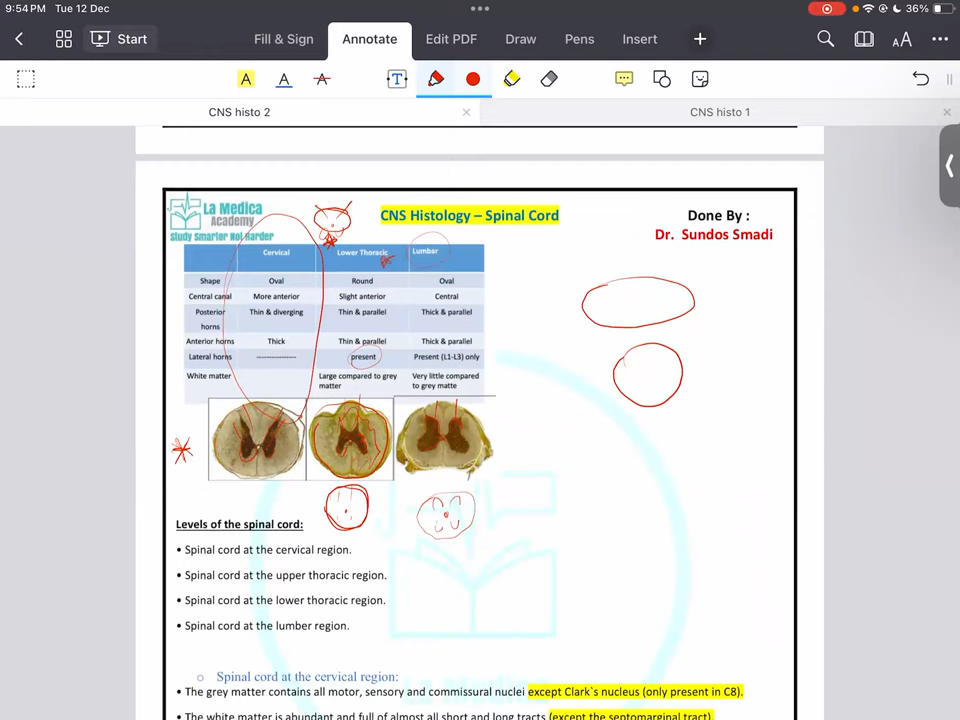 9:54 PM Tue 12 Dec
36%
Start
Fill & Sign
Annotate
Edit PDF
Draw
Pens
Insert
CNS histo 2
CNS histo 1
La Medica
Academy
Study Smarter Not Harder
CNS Histology – Spinal Cord
Done By :
Dr. Sundos Smadi
Cervical Lower Thoracic Lumbar
Shape Oval Round Oval
Central canal More anterior Slight anterior Central
Posterior horns Thin & diverging Thin & parallel Thick & parallel
Anterior horns Thick Thin & parallel Thick & parallel
Lateral horns ---------------- present Present (L1-L3) only
White matter Large compared to grey matter Very little compared to grey matte
Levels of the spinal cord:
• Spinal cord at the cervical region.
• Spinal cord at the upper thoracic region.
• Spinal cord at the lower thoracic region.
• Spinal cord at the lumber region.
o Spinal cord at the cervical region:
• The grey matter contains all motor, sensory and commissural nuclei except Clark`s nucleus (only present in C8).
• The white matter is abundant and full of almost all short and long tracts (except the septomarginal tract).